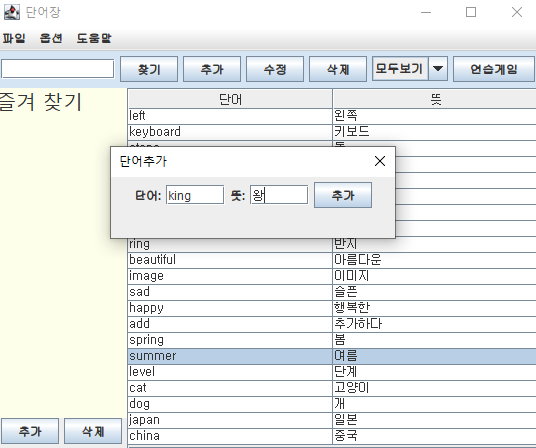 단어장
파일 옵션 도움말
찾기 추가 수정 삭제 모두보기 연습게임
즐겨 찾기
단어 뜻
left 왼쪽
keyboard 키보드
단어추가
단어: king 뜻: 왕 추가
ring 반지
beautiful 아름다운
image 이미지
sad 슬픈
happy 행복한
add 추가하다
spring 봄
summer 여름
level 단계
cat 고양이
dog 개
japan 일본
china 중국
추가 삭제